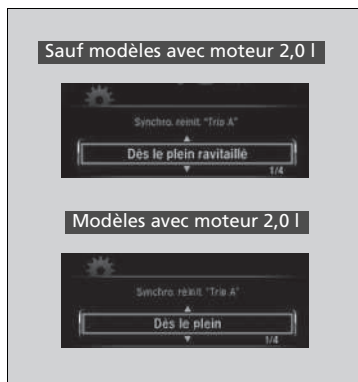 Sauf modèles avec moteur 2,0 l
Synchro. réinit. "Trip A"
Dès le plein ravitaillé
1/4
Modèles avec moteur 2,0 l
Synchro. réinit. "Trip A"
Dès le plein
1/4